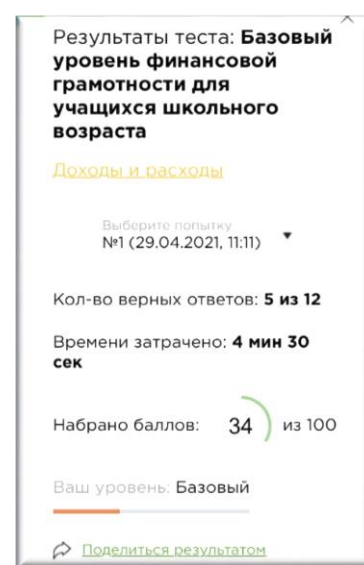 Результаты теста: Базовый
уровень финансовой
грамотности для
учащихся школьного
возраста
Доходы и расходы
Выберите попытку
№1 (29.04.2021, 11:11)
Кол-во верных ответов: 5 из 12
Времени затрачено: 4 мин 30
сек
Набрано баллов: 34 из 100
Ваш уровень: Базовый
Поделиться результатом